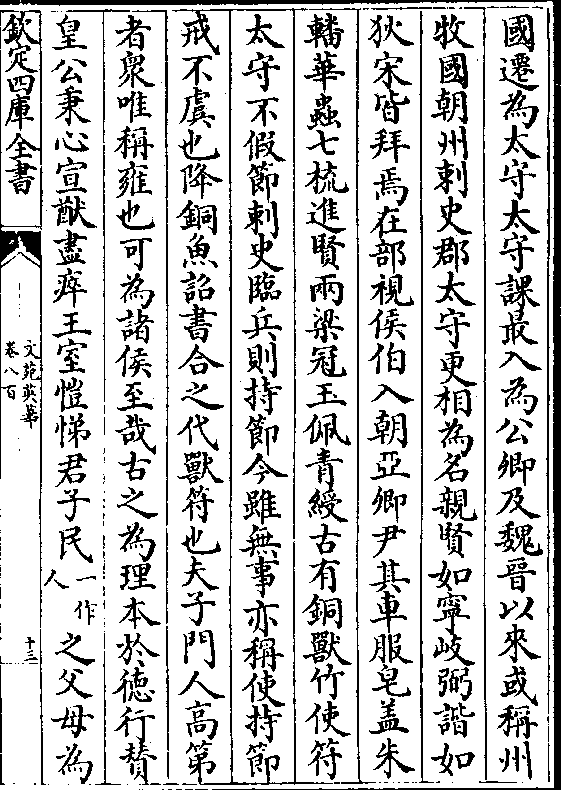 國遷為太守太守課最入為公卿及魏晉以來或稱州
牧國朝州刺史郡太守更相為名親賢如寧岐弼諧如
狄宋皆拜焉在部視侯伯入朝亞卿尹其車服皂盖朱
轓華蟲七梳進賢兩梁冠玉佩青綬古有銅獸竹使符
太守不假節刺史臨兵則持節今雖無事亦稱使持節
戒不虞也降銅魚詔書合之代獸符也夫子門人高第
者衆唯稱雍也可為諸侯至哉古之為理本於徳行賛
皇公秉心宣猷盡瘁王室愷悌君子民一作人之父母為
欽定四庫全書
文苑英華
卷八百
十三